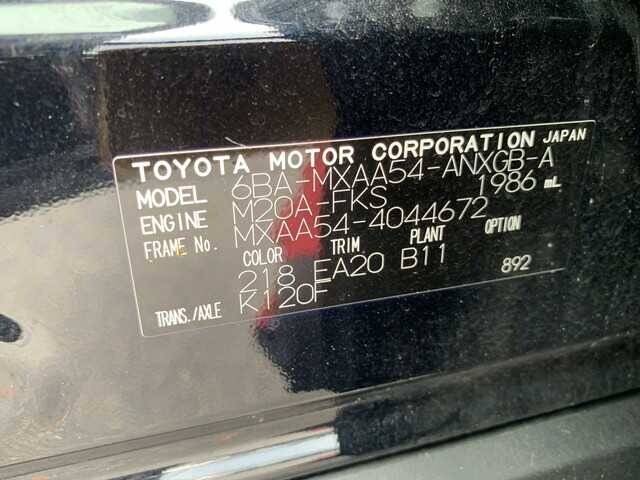 TOYOTA MOTOR CORPORATION JAPAN
MODEL 6BA-MXAA54-ANXGB-A
ENGINE M20A-FKS 1986 mL
FRAME No. MXAA54-4044672
COLOR TRIM PLANT OPTION
218 EA20 B11 892
TRANS./AXLE K120F